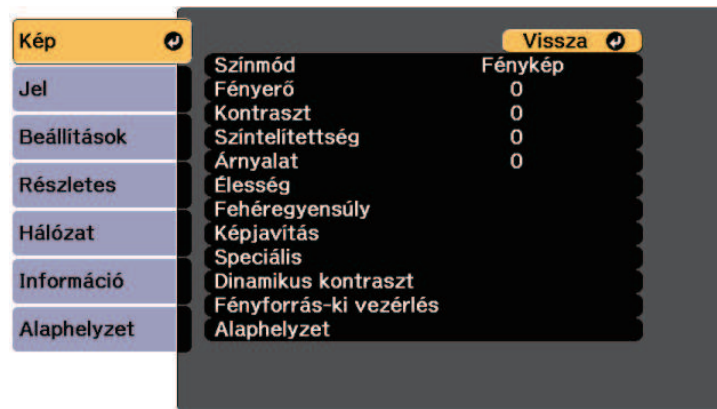 Kép
Jel
Beállítások
Részletes
Hálózat
Információ
Alaphelyzet
Vissza
Színmód Fénykép
Fényerő 0
Kontraszt 0
Színtelítettség 0
Árnyalat 0
Élesség
Fehéregyensúly
Képjavítás
Speciális
Dinamikus kontraszt
Fényforrás-ki vezérlés
Alaphelyzet